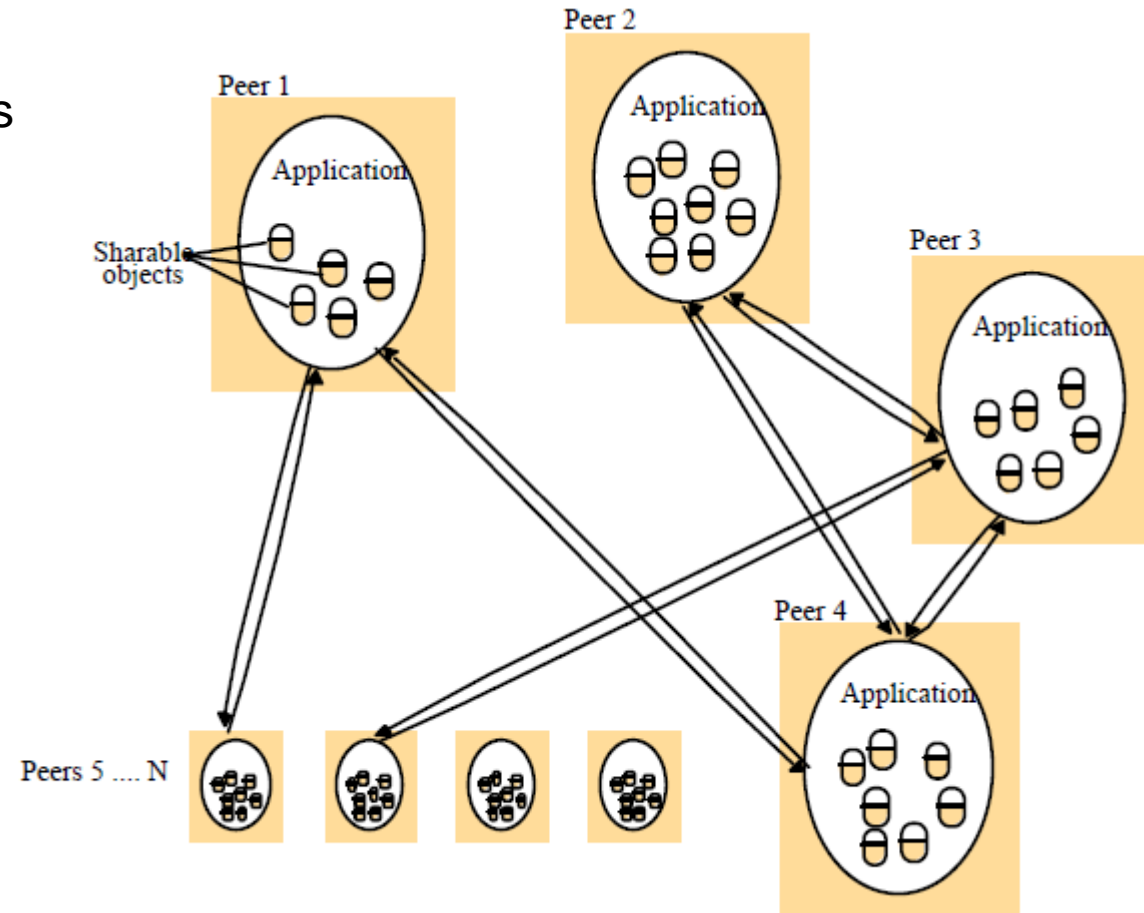 s
Peer 1
Application
Sharable
objects
Peer 2
Application
Peer 3
Application
Peer 4
Application
Peers 5 .... N